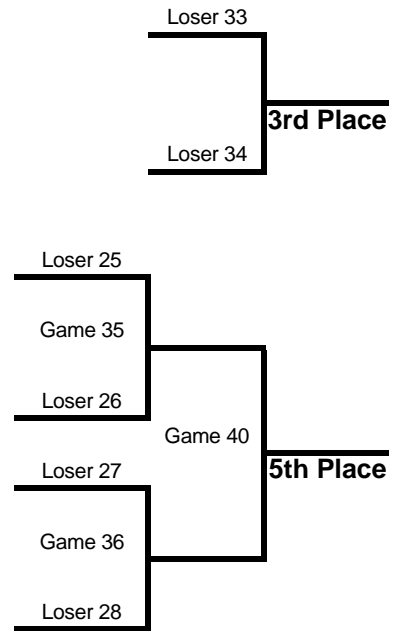 Loser 33
3rd Place
Loser 34
Loser 25
Game 35
Loser 26
Game 40
Loser 27
5th Place
Game 36
Loser 28